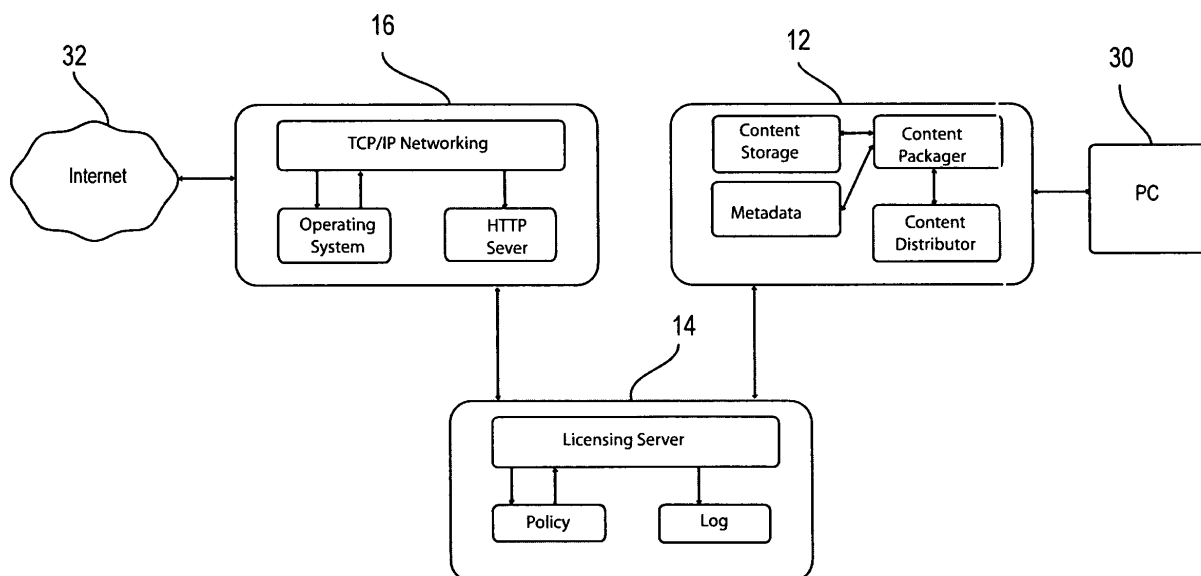 32
16
12
30
Internet
TCP/IP Networking
Operating
System
HTTP
Sever
Content
Storage
Content
Packager
Metadata
Content
Distributor
PC
14
Licensing Server
Policy
Log